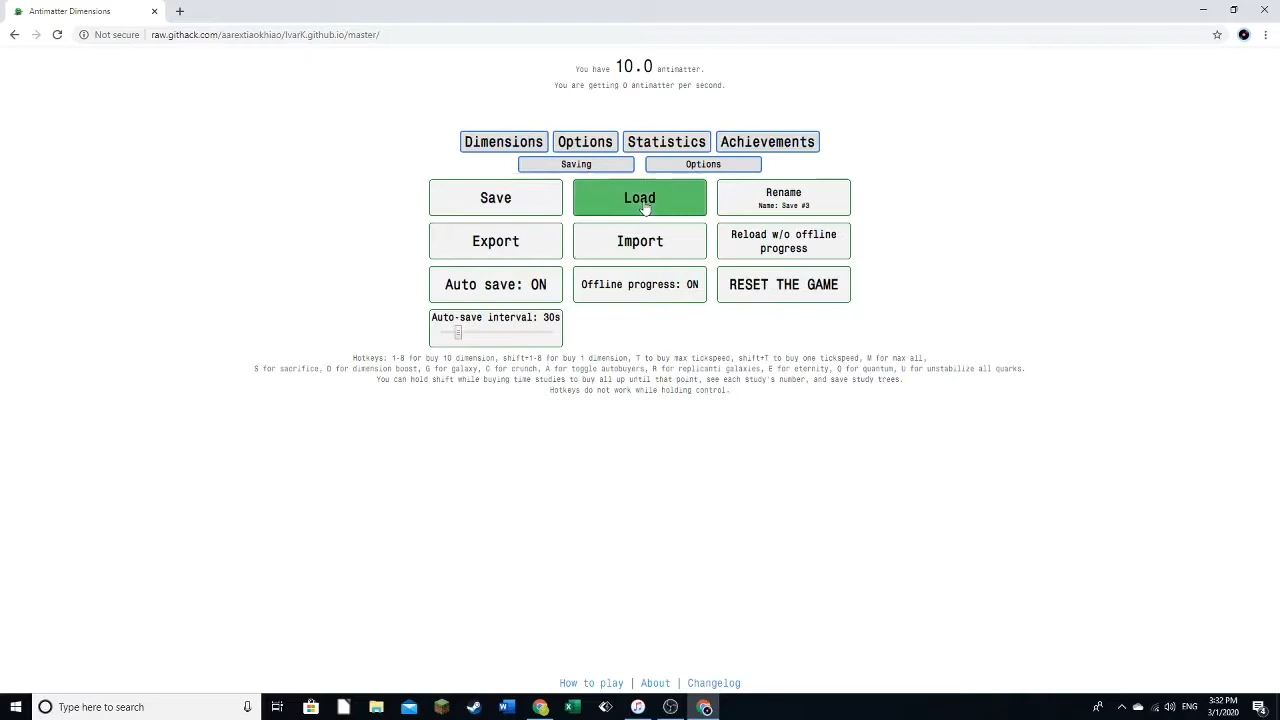 Antimatter Dimensions
Not secure | raw.githack.com/aarextiaokhiao/IvarK.github.io/master/
You have 10.0 antimatter.
You are getting 0 antimatter per second.
Dimensions Options Statistics Achievements
Saving Options
Save Load Rename
Name: Save #3
Export Import Reload w/o offline
progress
Auto save: ON Offline progress: ON RESET THE GAME
Auto-save interval: 30s
Hotkeys: 1-8 for buy 10 dimension, shift+1-8 for buy 1 dimension, T to buy max tickspeed, shift+T to buy one tickspeed, M for max all,
S for sacrifice, D for dimension boost, G for galaxy, C for crunch, A for toggle autobuyers, R for replicanti galaxies, E for eternity, Q for quantum, U for unstabilize all quarks.
You can hold shift while buying time studies to buy all up until that point, see each study's number, and save study trees.
Hotkeys do not work while holding control.
How to play | About | Changelog
Type here to search
ENG
3:32 PM
3/1/2020